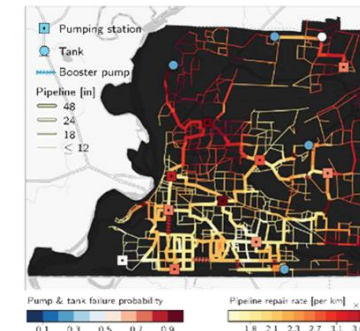 Pumping station
Tank
Booster pump
Pipeline [in]
48
24
18
≤ 12
Pump & tank failure probability
0.1 0.3 0.5 0.7 0.9
Pipeline repair rate [per km]
1.8 2.1 2.3 2.7 3.1